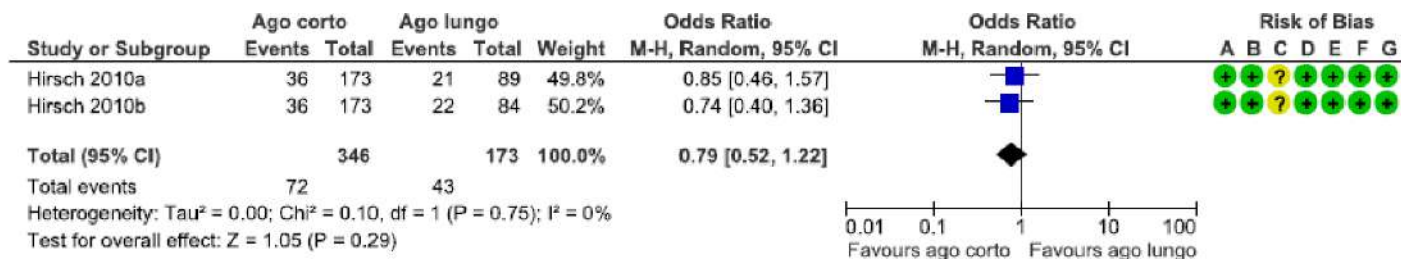 Ago corto Ago lungo Odds Ratio Odds Ratio Risk of Bias
Study or Subgroup Events Total Events Total Weight M-H, Random, 95% CI M-H, Random, 95% CI A B C D E F G
Hirsch 2010a 36 173 21 89 49.8% 0.85 [0.46, 1.57] + + ? + + + +
Hirsch 2010b 36 173 22 84 50.2% 0.74 [0.40, 1.36] + + ? + + + +
Total (95% CI) 346 173 100.0% 0.79 [0.52, 1.22]
Total events 72 43
Heterogeneity: Tau² = 0.00; Chi² = 0.10, df = 1 (P = 0.75); I² = 0%
Test for overall effect: Z = 1.05 (P = 0.29)
0.01 0.1 1 10 100
Favours ago corto Favours ago lungo